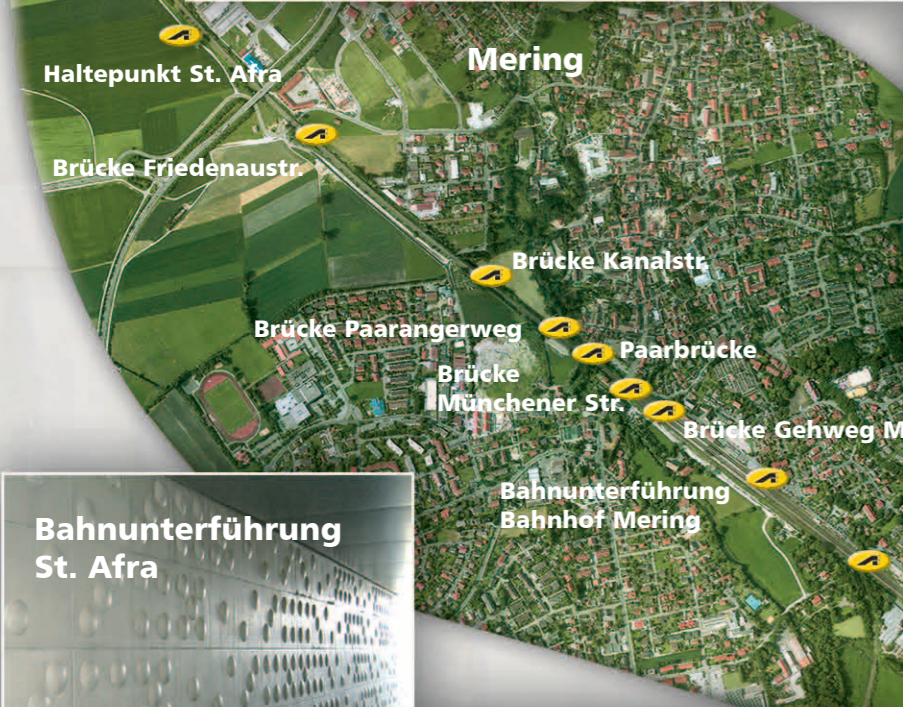 Mering
Haltepunkt St. Afra
Brücke Friedenaustr.
Brücke Kanalstr.
Brücke Paarangerweg
Paarbrücke
Brücke
Münchener Str.
Brücke Gehweg M
Bahnunterführung
Bahnhof Mering
Bahnunterführung
St. Afra